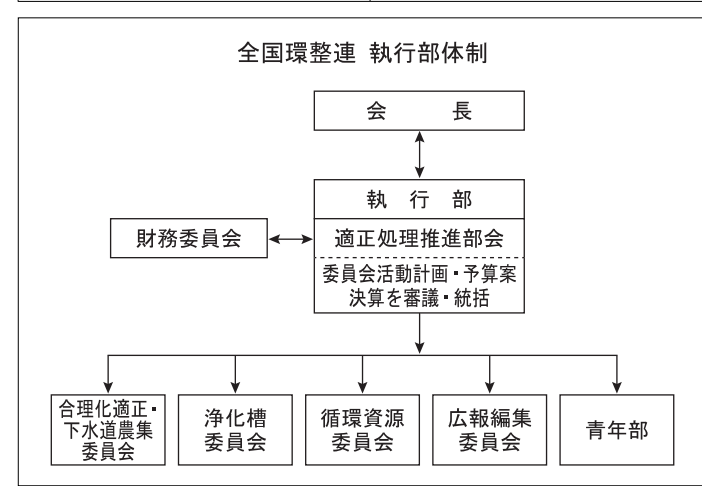 全国環整連 執行部体制
会　長
執 行 部
財務委員会
適正処理推進部会
委員会活動計画・予算案
決算を審議・統括
合理化適正・
下水道農集
委員会
浄化槽
委員会
循環資源
委員会
広報編集
委員会
青年部